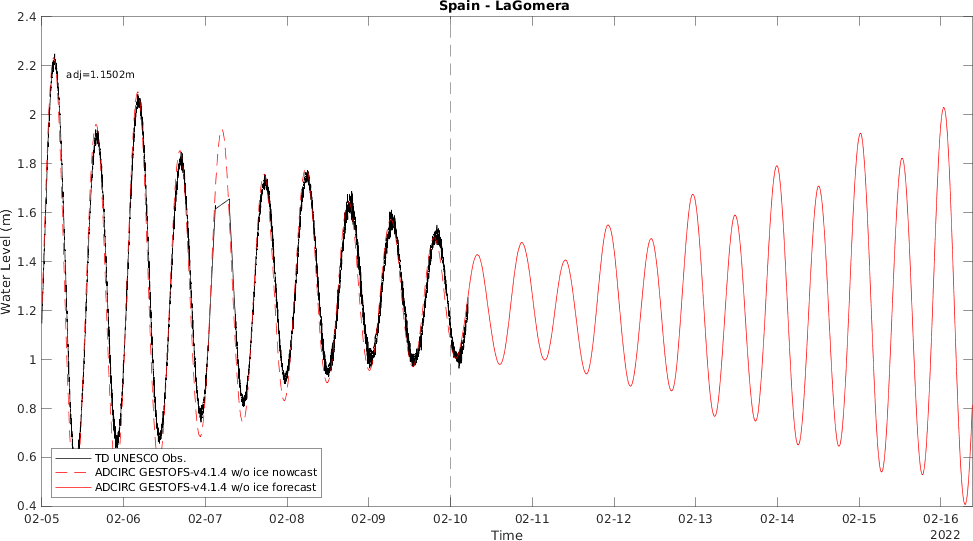 Spain - LaGomera
adj=1.1502m
Water Level (m)
2.4
2.2
2
1.8
1.6
1.4
1.2
1
0.8
0.6
0.4
TD UNESCO Obs.
ADCIRC GESTOFS-v4.1.4 w/o ice nowcast
ADCIRC GESTOFS-v4.1.4 w/o ice forecast
02-05 02-06 02-07 02-08 02-09 02-10 02-11 02-12 02-13 02-14 02-15 02-16
Time
2022